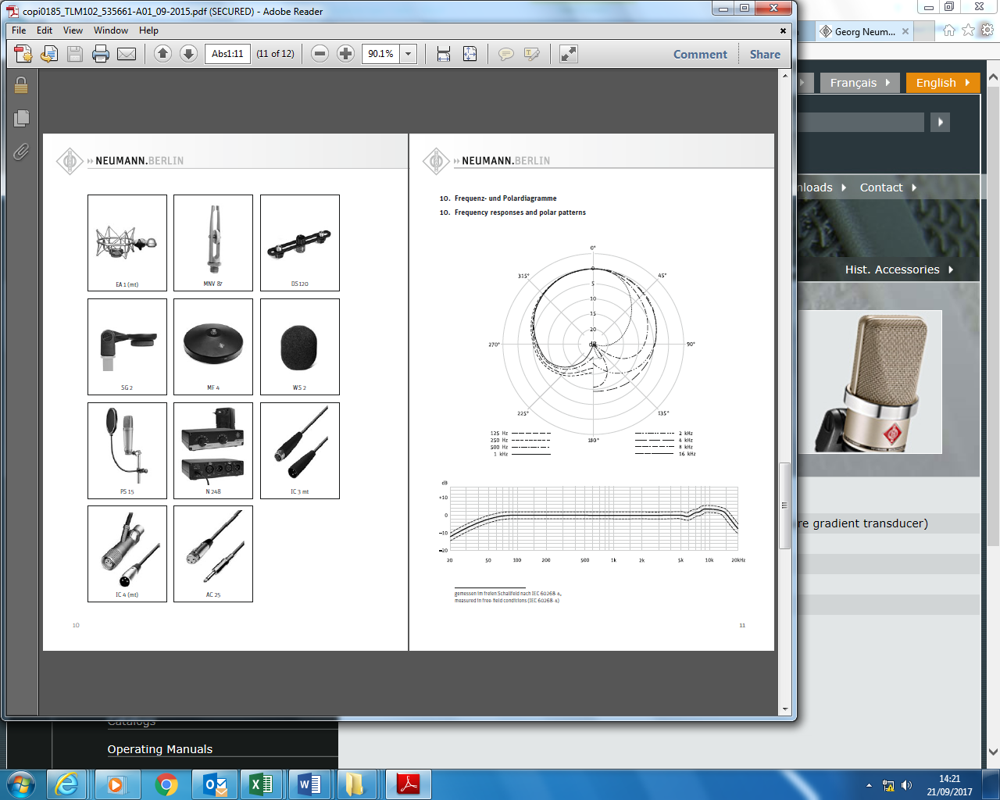 copi0185_TLM102_535661-A01_09-2015.pdf (SECURED) - Adobe Reader
File Edit View Window Help
Abs1:11 (11 of 12) 90.1% Comment Share
NEUMANN.BERLIN
EA 1 (mt) MNV 87 DS 120
SG 2 MF 4 WS 2
PS 15 N 248 IC 3 mt
IC 4 (mt) AC 25
10
NEUMANN.BERLIN
10. Frequenz- und Polardiagramme
10. Frequency responses and polar patterns
0°
315° 45°
0
5
10
15
20
dB
270° 90°
225° 135°
180°
125 Hz 2 kHz
250 Hz 4 kHz
500 Hz 8 kHz
1 kHz 16 kHz
dB
+10
0
-10
-20
20 50 100 200 500 1k 2k 5k 10k 20kHz
gemessen im freien Schallfeld nach IEC 60268-4,
measured in free-field conditions (IEC 60268-4)
11
Georg Neum...
Français English
nloads Contact
Hist. Accessories
re gradient transducer)
Catalogs
Operating Manuals
14:21
21/09/2017